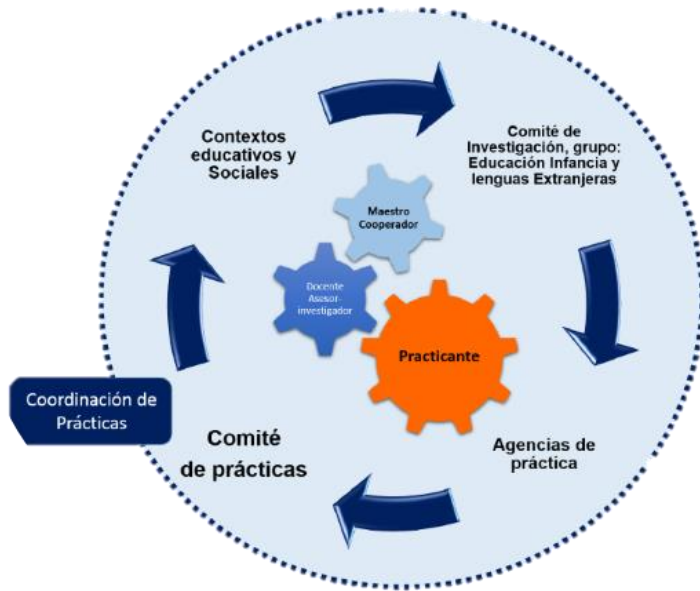 Contextos
educativos y
Sociales
Comité de
Investigación, grupo:
Educación Infancia y
lenguas Extranjeras
Maestro
Cooperador
Docente
Asesor-
investigador
Practicante
Coordinación de
Prácticas
Comité
de prácticas
Agencias de
práctica